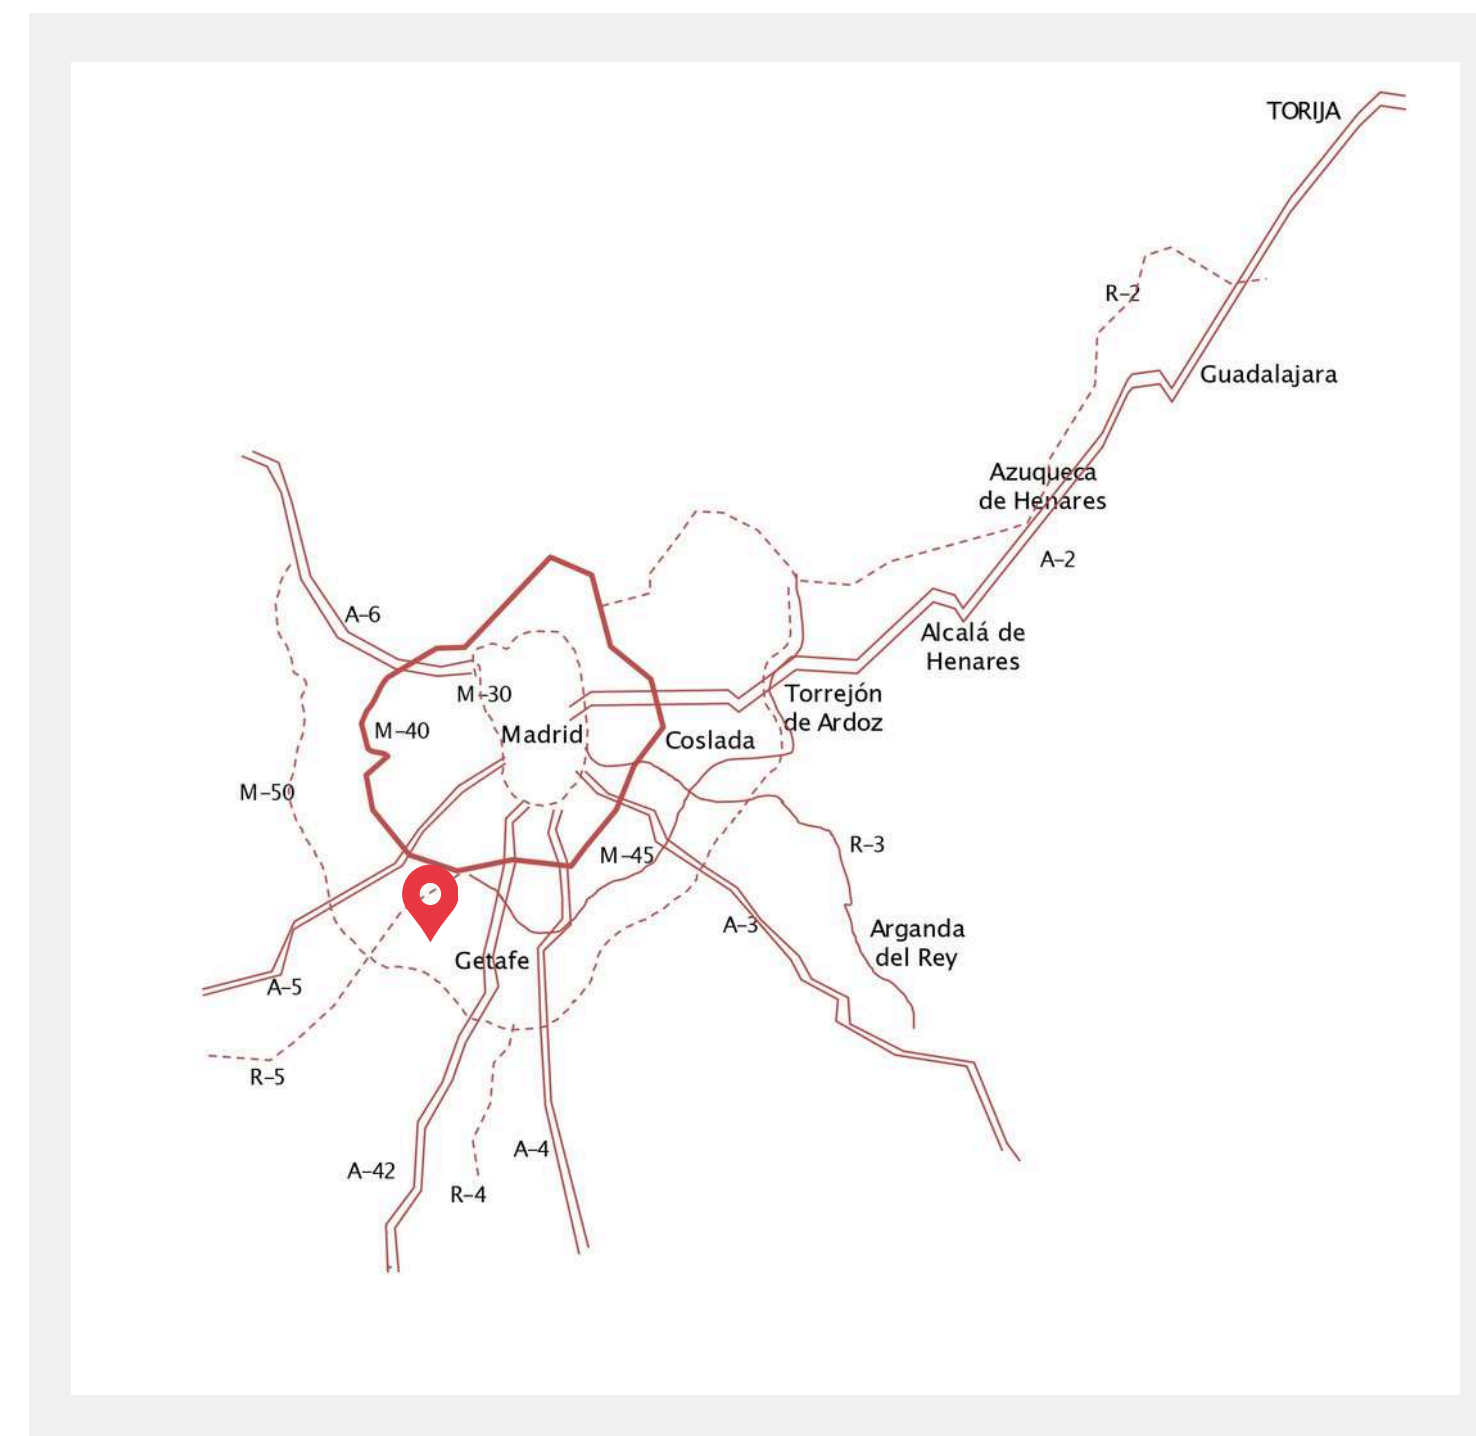 TORIJA
R–2
Guadalajara
Azuqueca
de Henares
A–2
A–6
Alcalá de
Henares
M–30
Torrejón
de Ardoz
M–40
Madrid
Coslada
M–50
R–3
M–45
A–3
Arganda
del Rey
Getafe
A–5
R–5
A–4
A–42
R–4